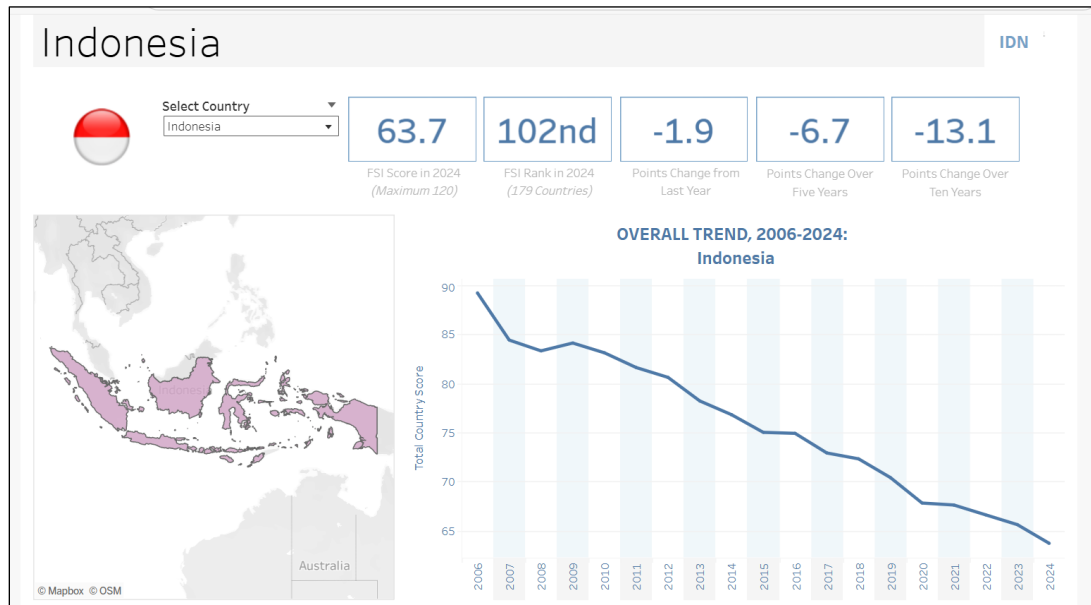 Indonesia
IDN
Select Country
Indonesia
63.7
FSI Score in 2024
(Maximum 120)
102nd
FSI Rank in 2024
(179 Countries)
-1.9
Points Change from
Last Year
-6.7
Points Change Over
Five Years
-13.1
Points Change Over
Ten Years
Indonesia
Australia
© Mapbox © OSM
OVERALL TREND, 2006-2024:
Indonesia
Total Country Score
90
85
80
75
70
65
2006
2007
2008
2009
2010
2011
2012
2013
2014
2015
2016
2017
2018
2019
2020
2021
2022
2023
2024